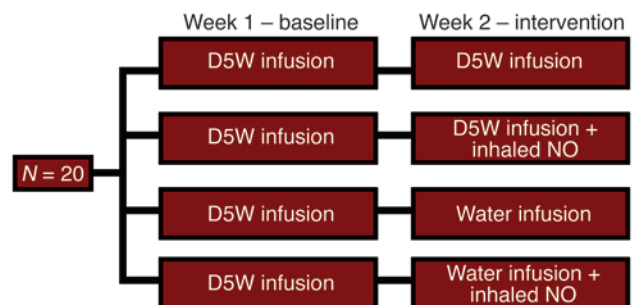 Week 1 – baseline
Week 2 – intervention
D5W infusion
D5W infusion
D5W infusion
D5W infusion +
inhaled NO
N = 20
D5W infusion
Water infusion
D5W infusion
Water infusion +
inhaled NO